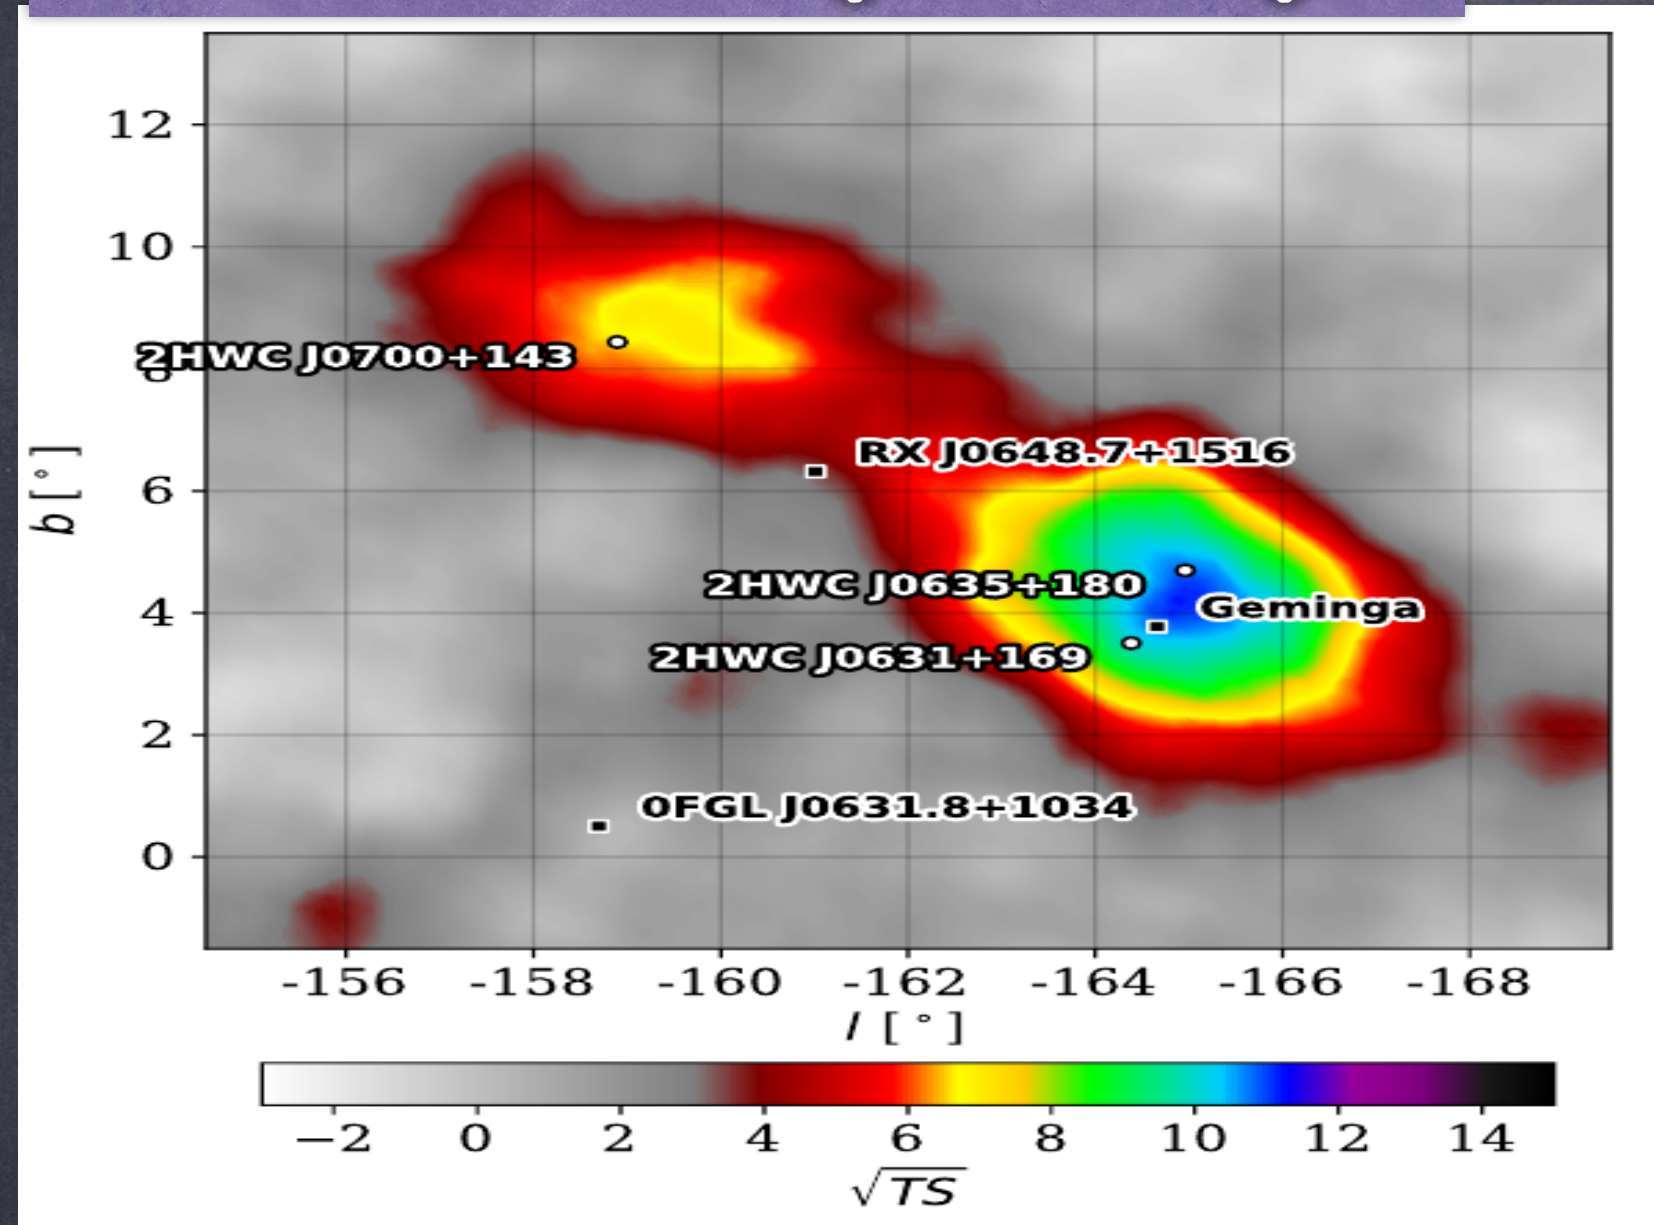 12
10
2HWC J0700+143
8
RX J0648.7+1516
b [°]
6
2HWC J0635+180
Geminga
4
2HWC J0631+169
2
0FGL J0631.8+1034
0
-156 -158 -160 -162 -164 -166 -168
l [°]
−2 0 2 4 6 8 10 12 14
√TS